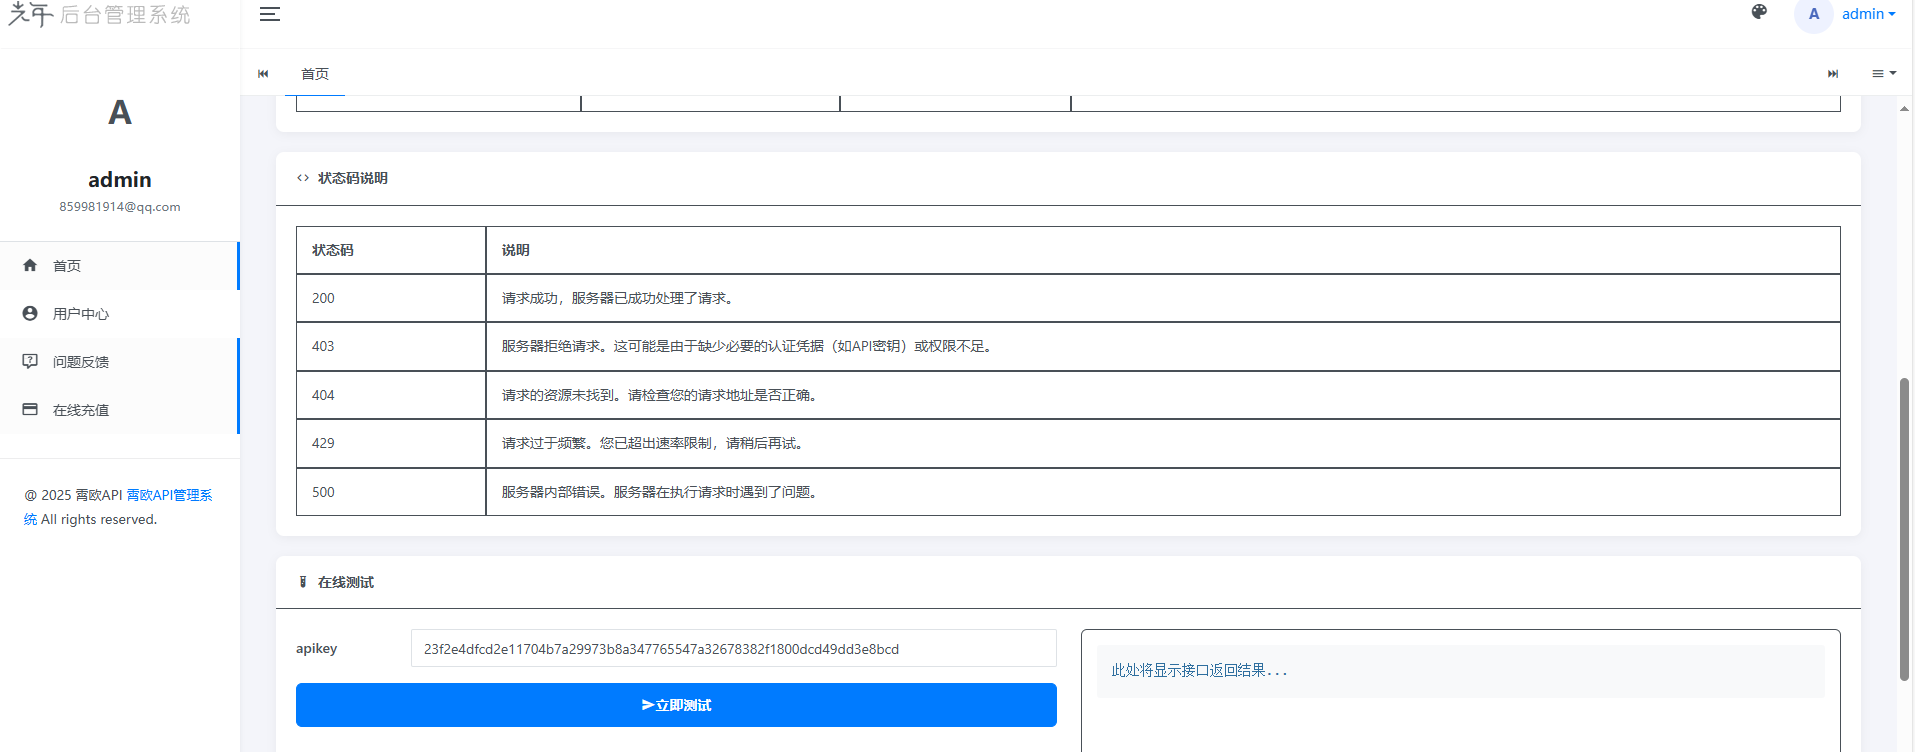 光年 后台管理系统
A
admin
首页
A
admin
859981914@qq.com
首页
用户中心
问题反馈
在线充值
@ 2025 霄欧API 霄欧API管理系
统 All rights reserved.
状态码说明
状态码 说明
200 请求成功，服务器已成功处理了请求。
403 服务器拒绝请求。这可能是由于缺少必要的认证凭据（如API密钥）或权限不足。
404 请求的资源未找到。请检查您的请求地址是否正确。
429 请求过于频繁。您已超出速率限制，请稍后再试。
500 服务器内部错误。服务器在执行请求时遇到了问题。
在线测试
apikey 23f2e4dfcd2e11704b7a29973b8a347765547a32678382f1800dcd49dd3e8bcd
立即测试
此处将显示接口返回结果...